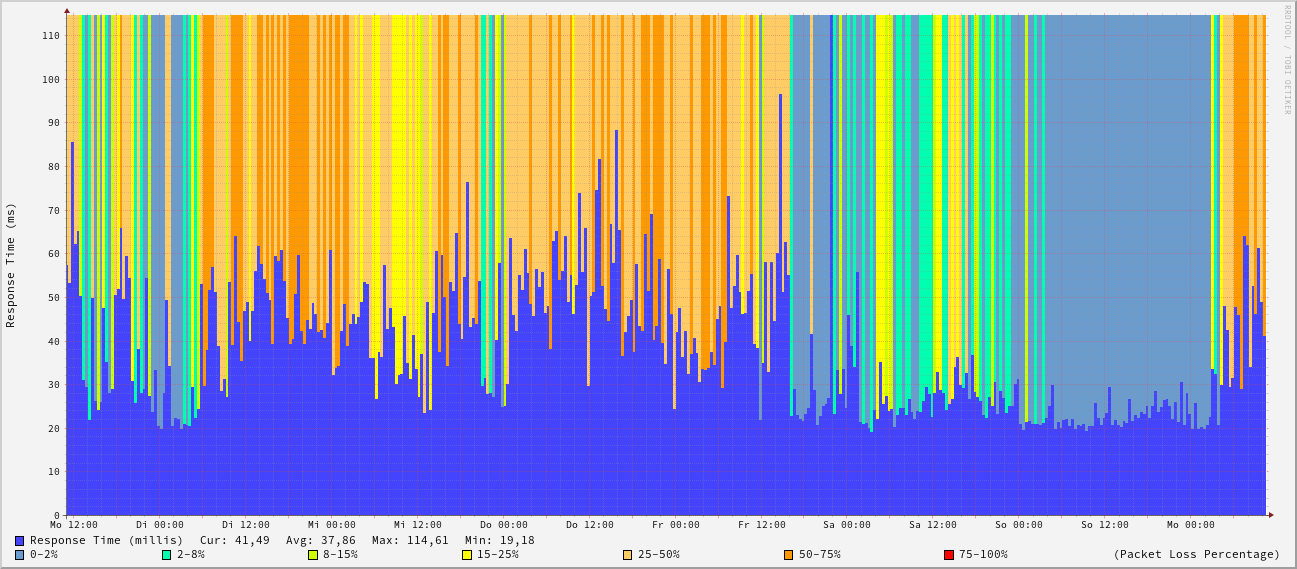 RRDTOOL / TOBI OETIKER
Response Time (ms)
110
100
90
80
70
60
50
40
30
20
10
0
Mo 12:00 Di 00:00 Di 12:00 Mi 00:00 Mi 12:00 Do 00:00 Do 12:00 Fr 00:00 Fr 12:00 Sa 00:00 Sa 12:00 So 00:00 So 12:00 Mo 00:00
Response Time (millis) Cur: 41,49 Avg: 37,86 Max: 114,61 Min: 19,18
0-2% 2-8% 8-15% 15-25% 25-50% 50-75% 75-100% (Packet Loss Percentage)